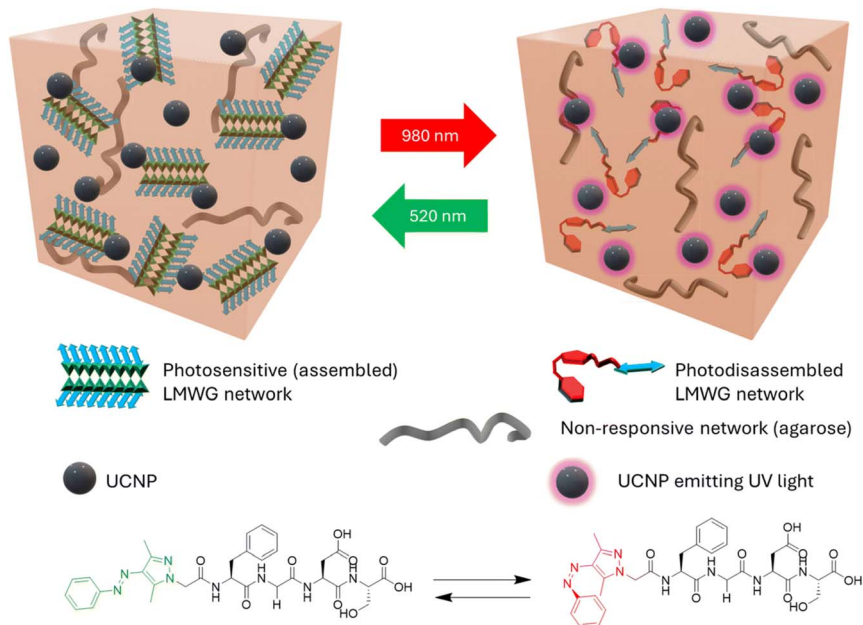 980 nm
520 nm
Photosensitive (assembled)
LMWG network
Photodisassembled
LMWG network
Non-responsive network (agarose)
UCNP
UCNP emitting UV light
N
N
N
N
O
N
H
O
H
N
O
O
OH
N
H
O
H
N
O
OH
HO
N
N
N
N
O
N
H
O
H
N
O
O
OH
N
H
O
H
N
O
OH
HO